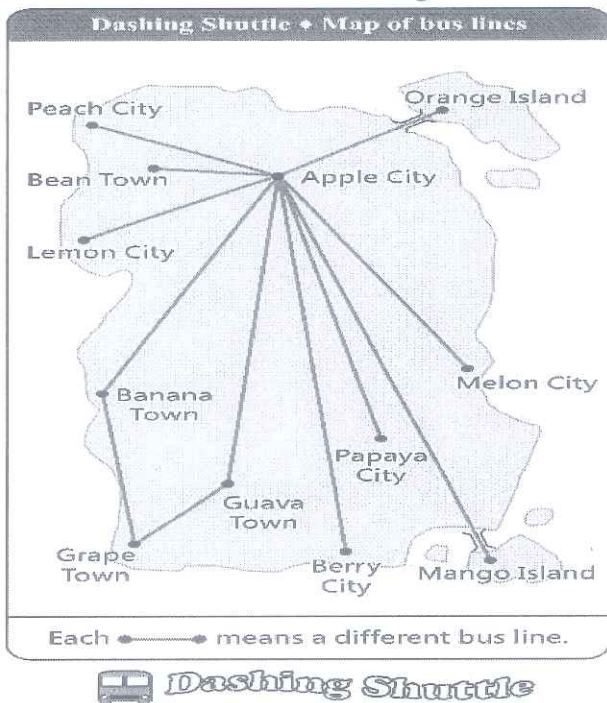 Dashing Shuttle ♦ Map of bus lines
Orange Island
Peach City
Bean Town
Apple City
Lemon City
Melon City
Banana
Town
Papaya
City
Guava
Town
Grape
Town
Berry
City
Mango Island
Each means a different bus line.
Dashing Shuttle